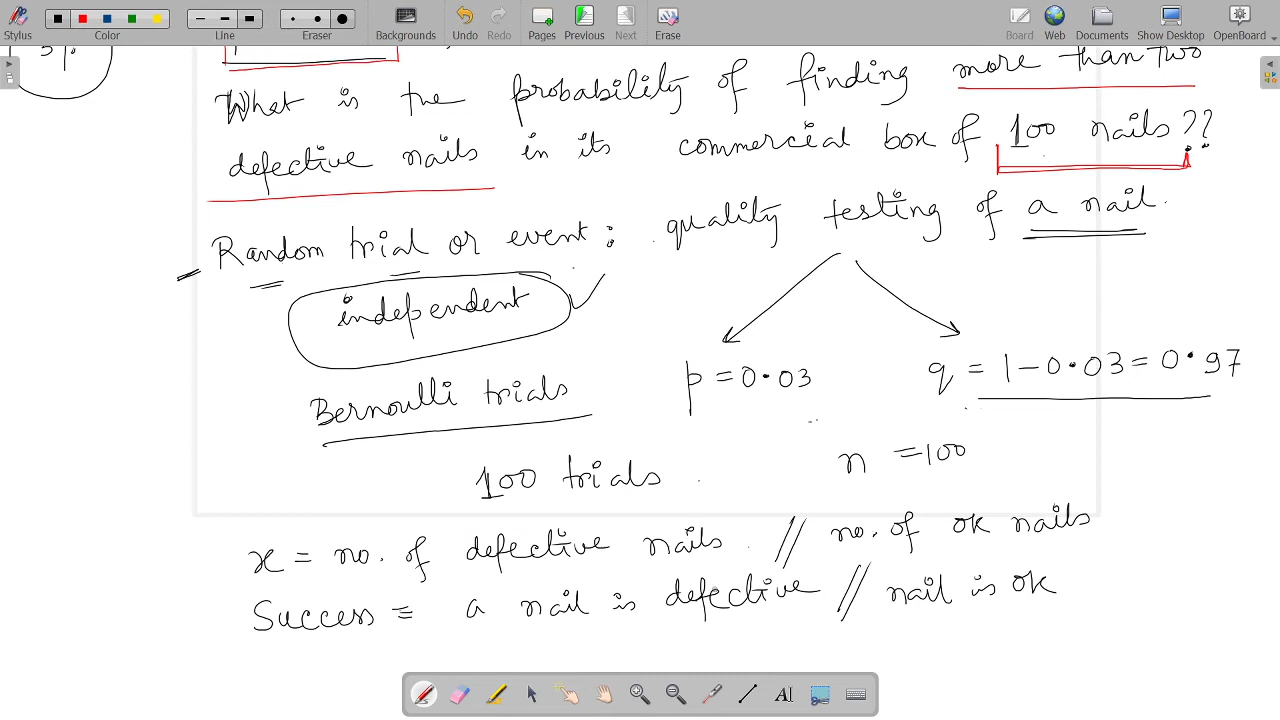 Stylus Color Line Eraser Backgrounds Undo Redo Pages Previous Next Erase Board Web Documents Show Desktop OpenBoard
3%
What is the probability of finding more than two
defective nails in its commercial box of 100 nails??
Random trial or event: quality testing of a nail.
independent
p = 0.03 q = 1 - 0.03 = 0.97
Bernoulli trials
100 trials n = 100
x = no. of defective nails // no. of ok nails
Success ≡ a nail is defective // nail is ok